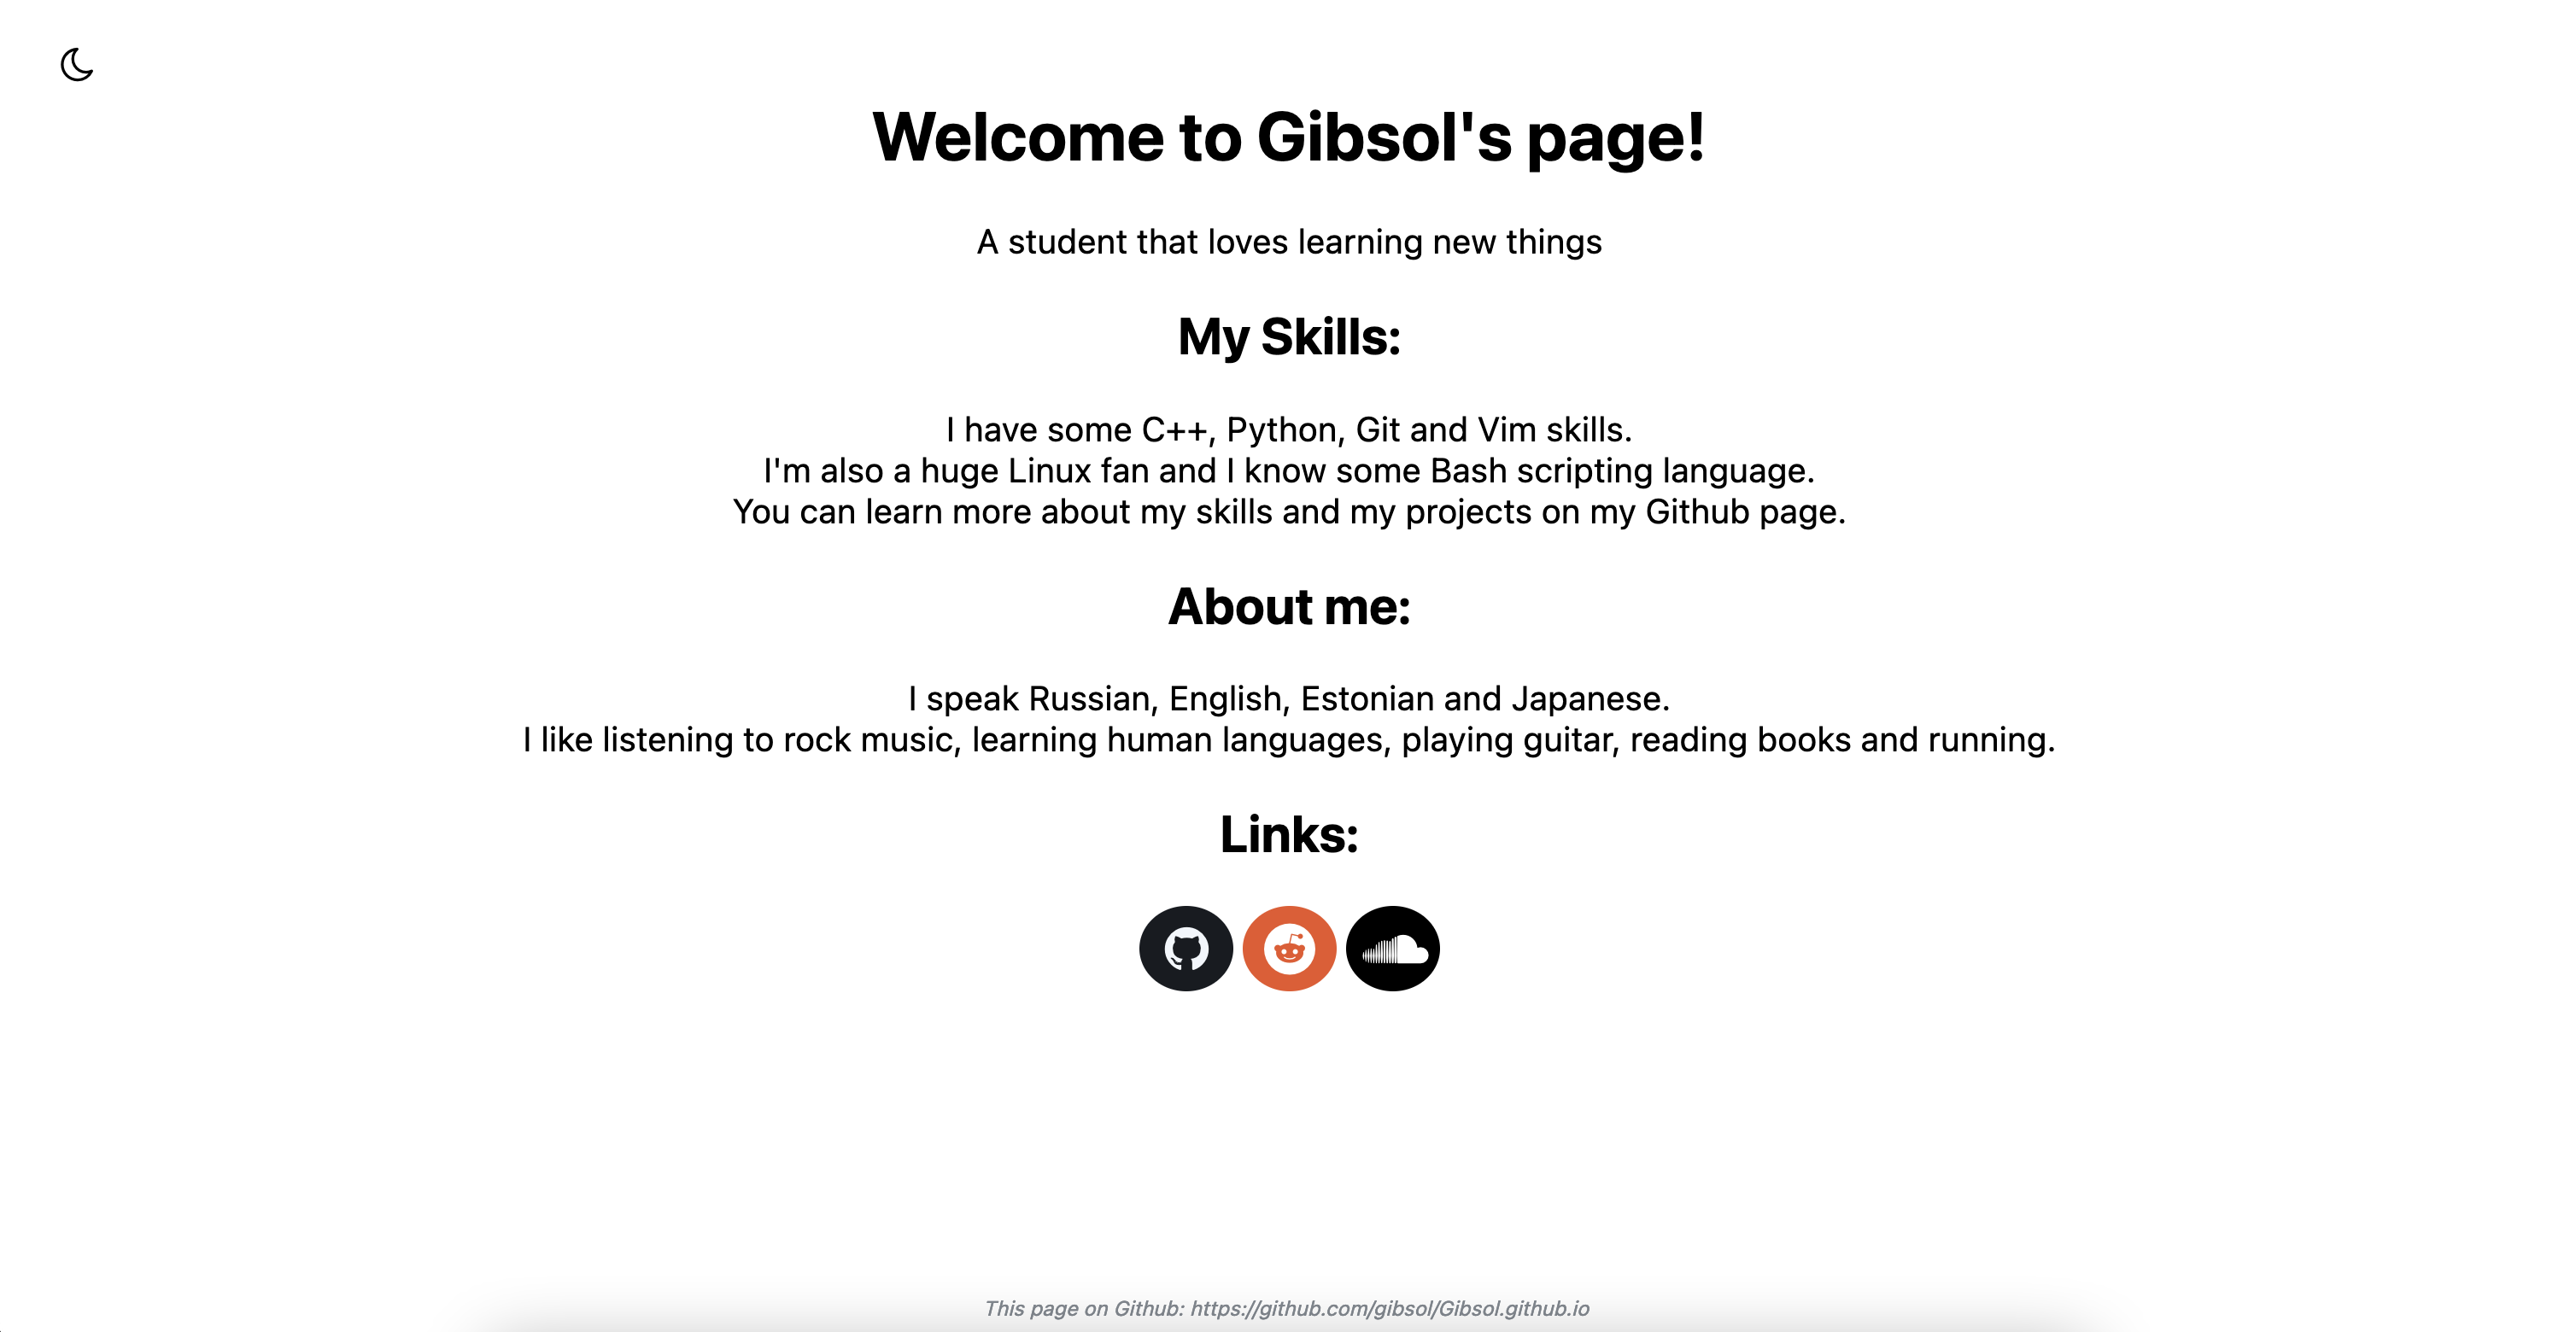 Welcome to Gibsol's page!
A student that loves learning new things
My Skills:
I have some C++, Python, Git and Vim skills.
I'm also a huge Linux fan and I know some Bash scripting language.
You can learn more about my skills and my projects on my Github page.
About me:
I speak Russian, English, Estonian and Japanese.
I like listening to rock music, learning human languages, playing guitar, reading books and running.
Links:
This page on Github: https://github.com/gibsol/Gibsol.github.io